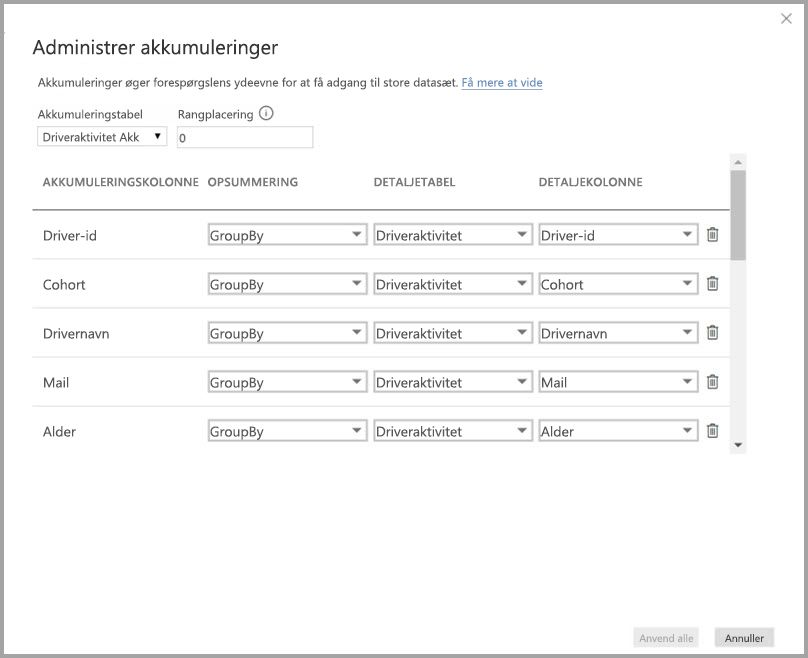 Administrer akkumuleringer
Akkumuleringer øger forespørgslens ydeevne for at få adgang til store datasæt. Få mere at vide
Akkumuleringstabel Rangplacering
Driveraktivitet Akk 0
AKKUMULERINGSKOLONNE OPSUMMERING DETALJETABEL DETALJEKOLONNE
Driver-id GroupBy Driveraktivitet Driver-id
Cohort GroupBy Driveraktivitet Cohort
Drivernavn GroupBy Driveraktivitet Drivernavn
Mail GroupBy Driveraktivitet Mail
Alder GroupBy Driveraktivitet Alder
Anvend alle Annuller